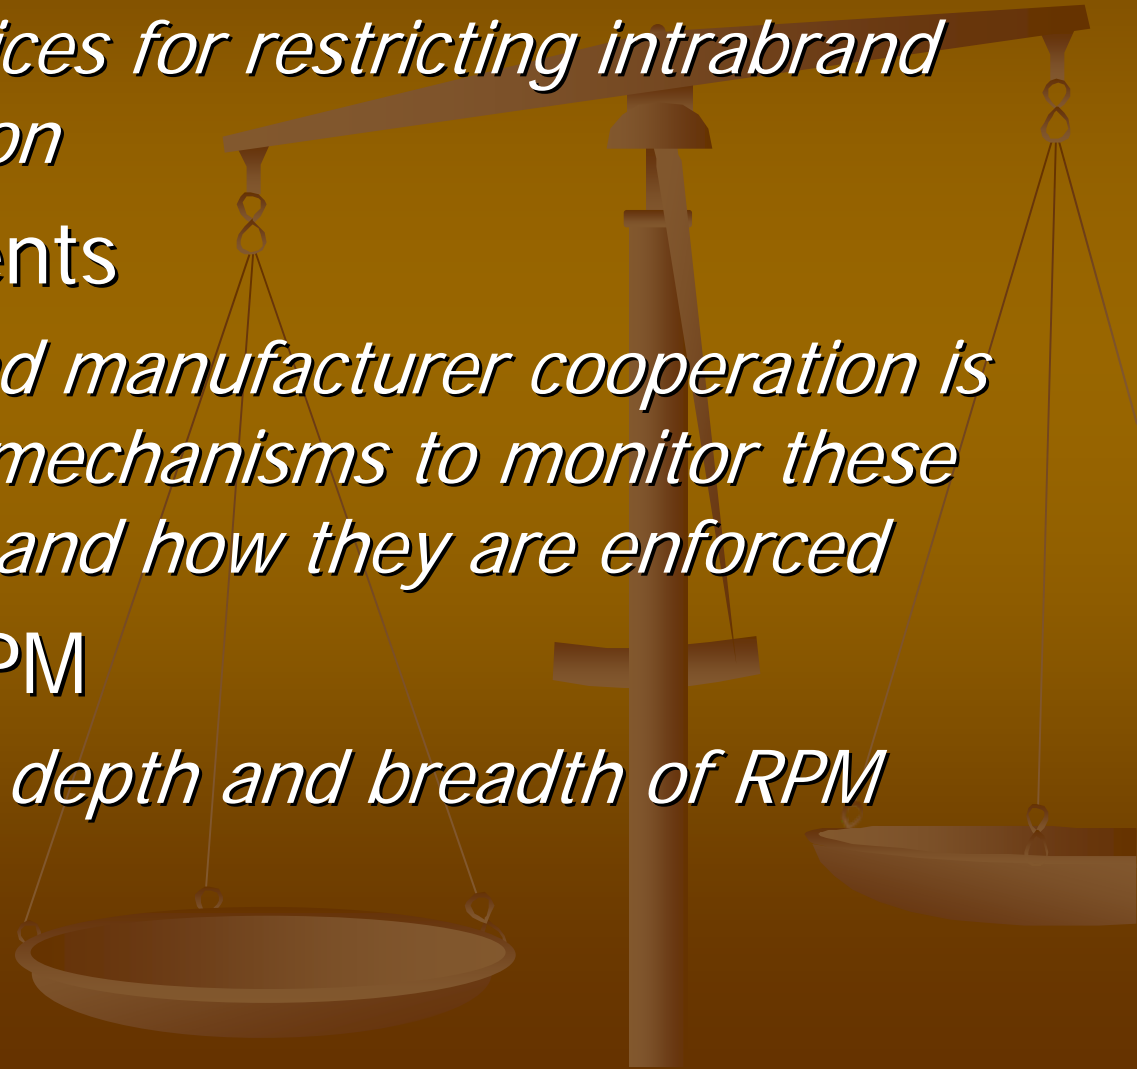 ices for restricting intrabrand
on
ents
d manufacturer cooperation is
mechanisms to monitor these
and how they are enforced
PM
depth and breadth of RPM